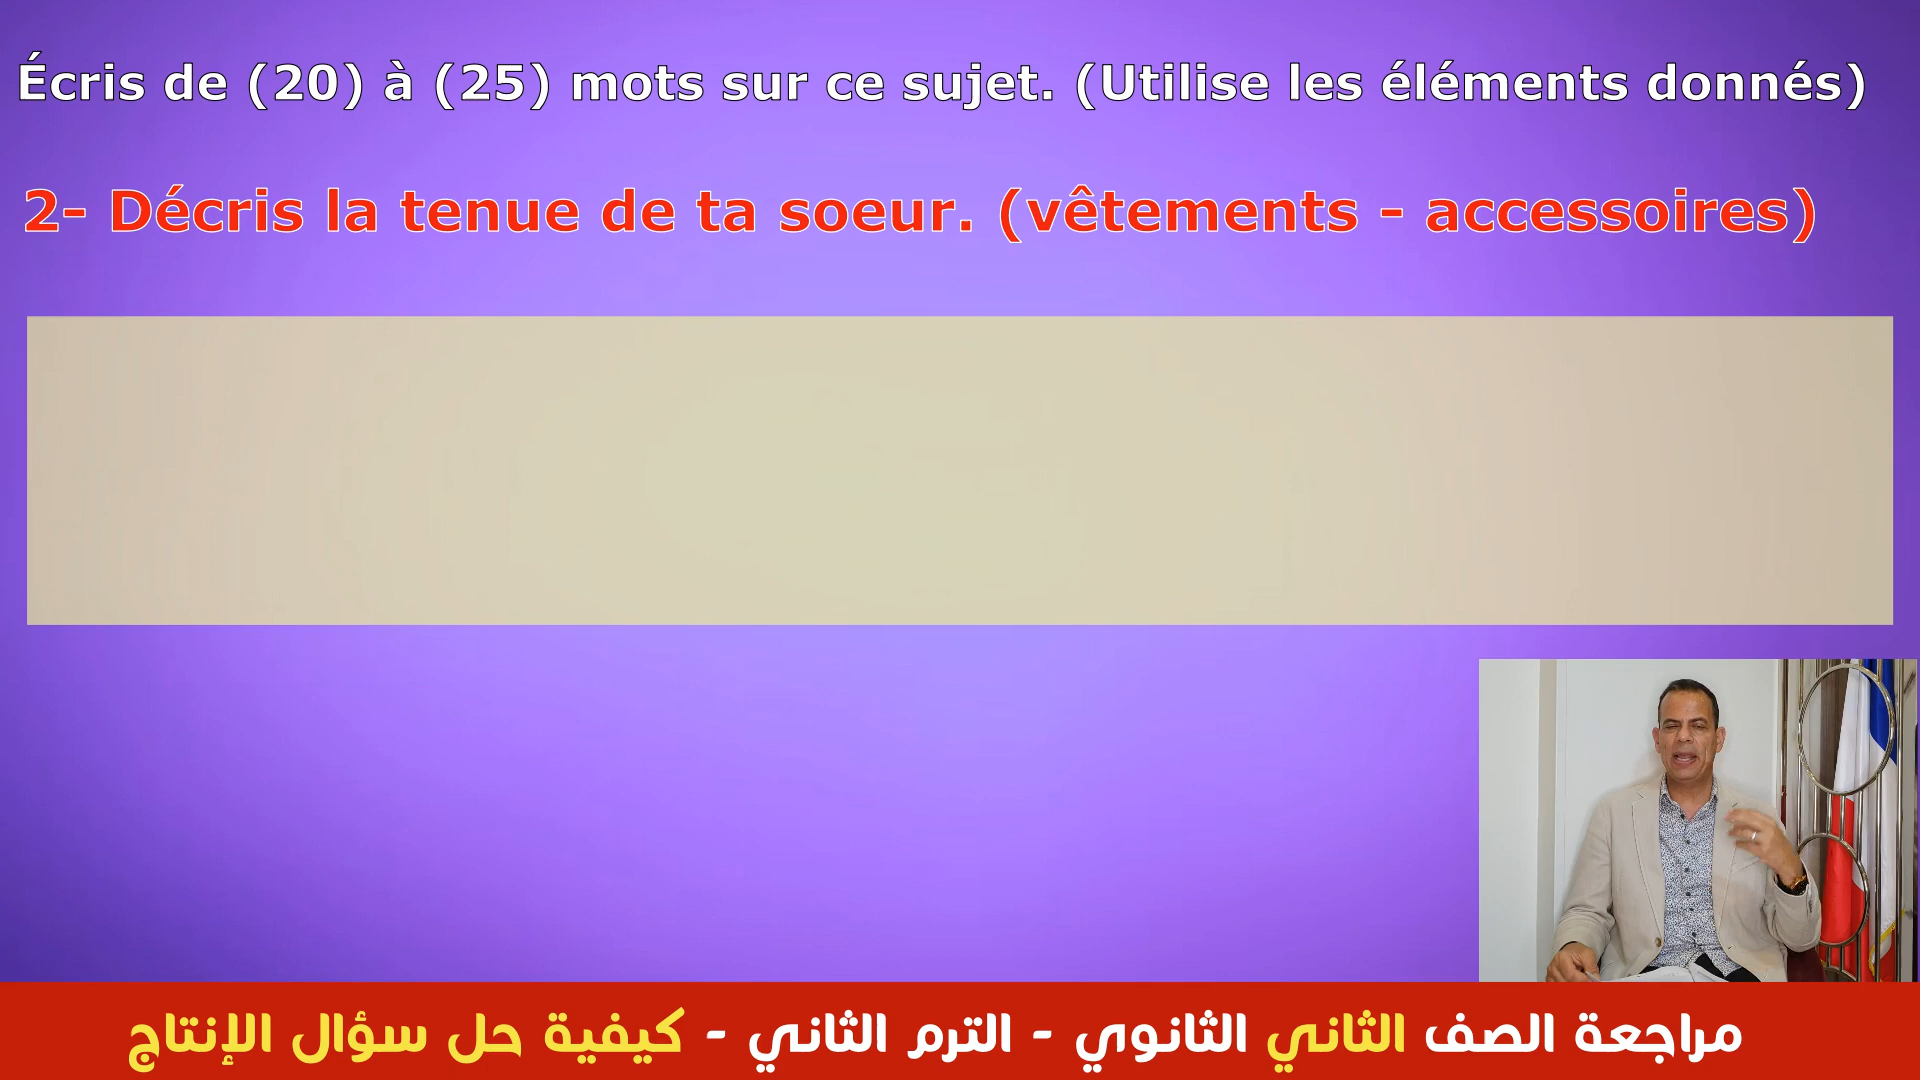 Écris de (20) à (25) mots sur ce sujet. (Utilise les éléments donnés)
2- Décris la tenue de ta soeur. (vêtements - accessoires)
مراجعة الصف الثاني الثانوي - الترم الثاني - كيفية حل سؤال الإنتاج